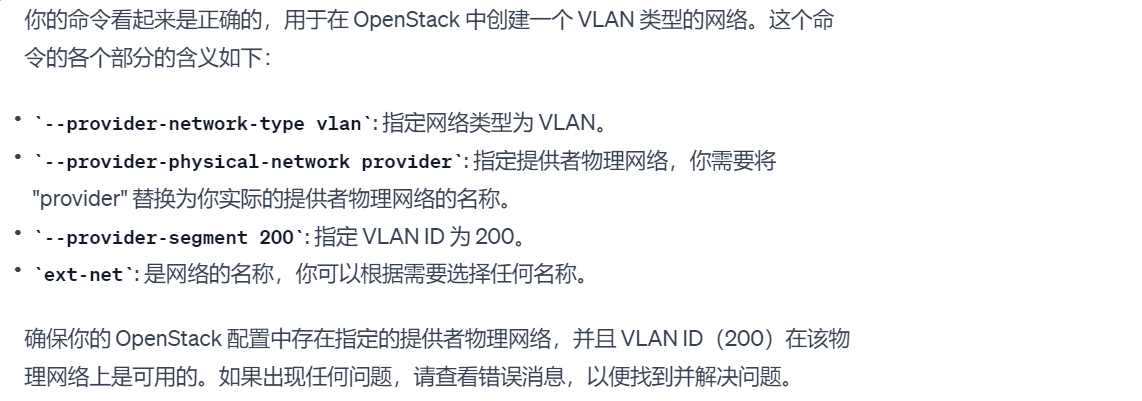 你的命令看起来是正确的，用于在 OpenStack 中创建一个 VLAN 类型的网络。这个命
令的各个部分的含义如下：
• `--provider-network-type vlan`: 指定网络类型为 VLAN。
• `--provider-physical-network provider`: 指定提供者物理网络，你需要将
"provider" 替换为你实际的提供者物理网络的名称。
• `--provider-segment 200`: 指定 VLAN ID 为 200。
• `ext-net`: 是网络的名称，你可以根据需要选择任何名称。
确保你的 OpenStack 配置中存在指定的提供者物理网络，并且 VLAN ID（200）在该物
理网络上是可用的。如果出现任何问题，请查看错误消息，以便找到并解决问题。